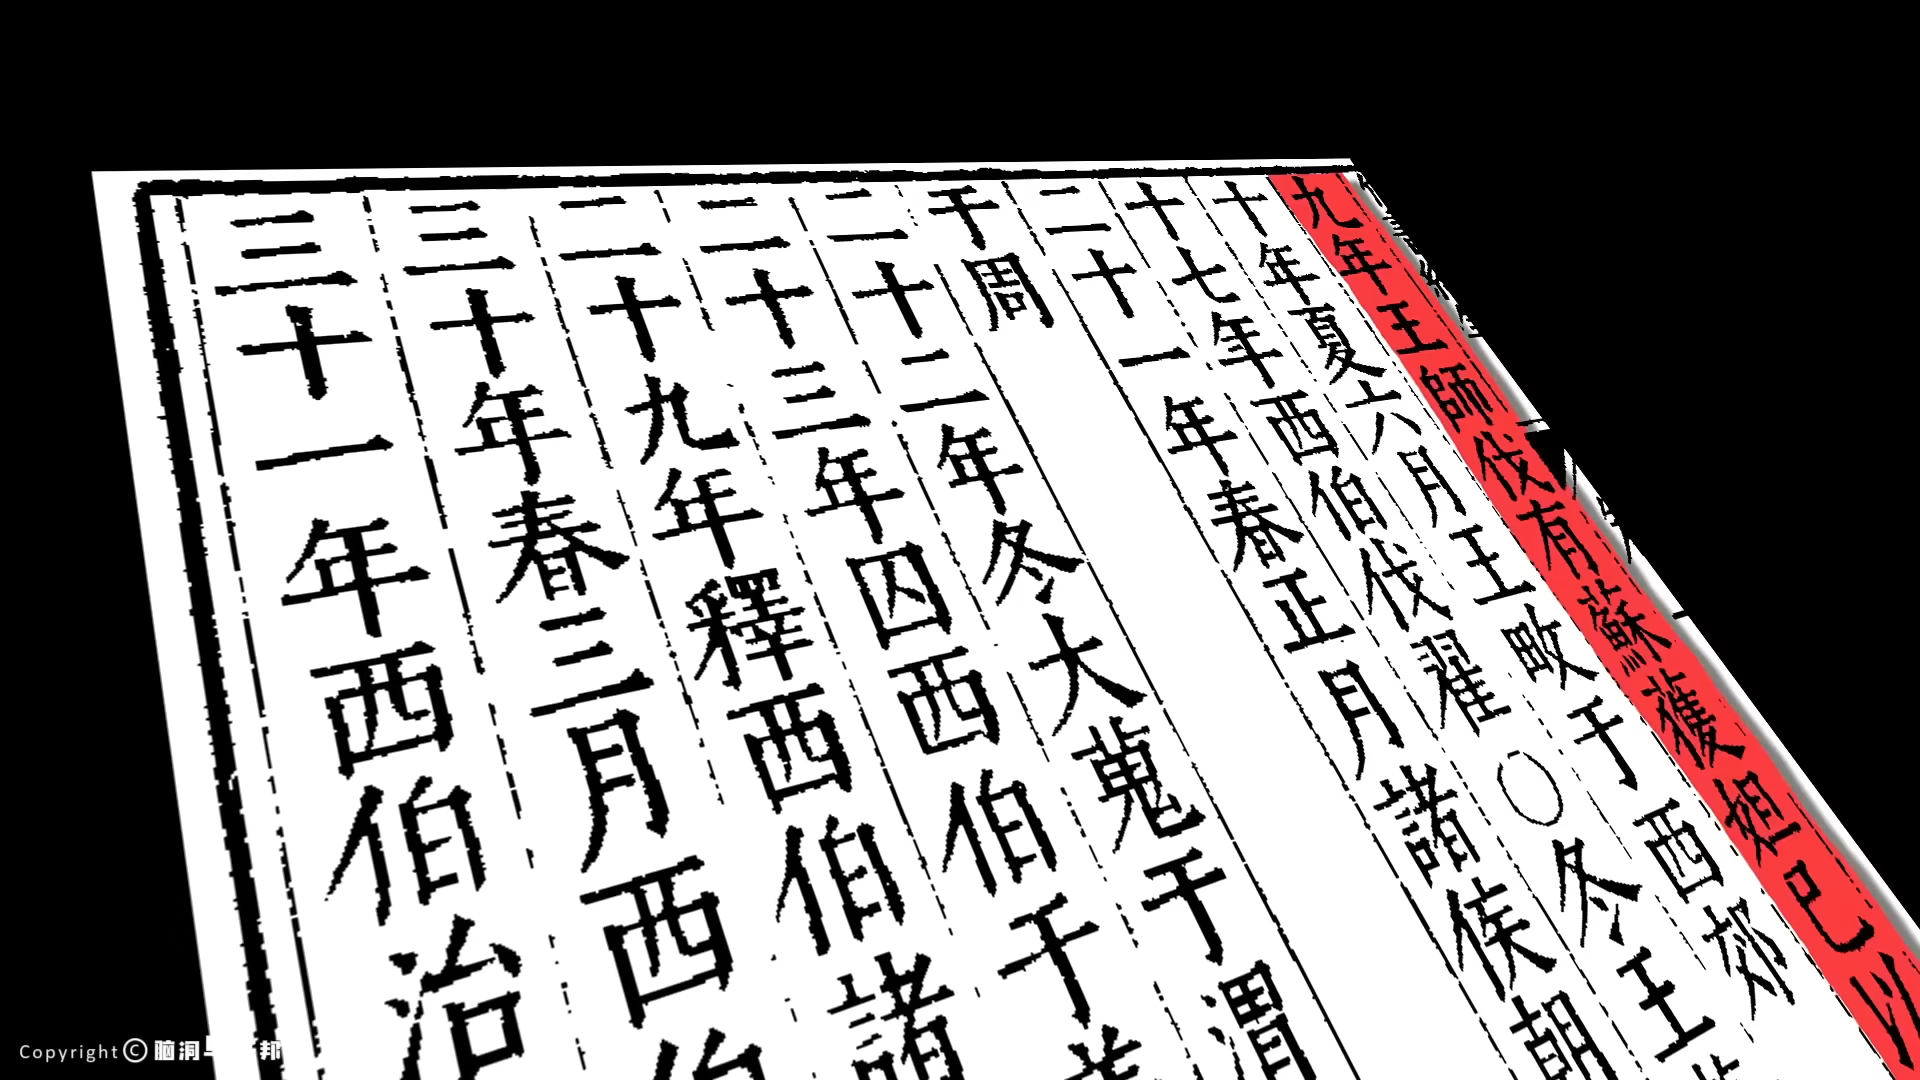 九年王師伐有蘇獲妲己以
十年夏六月王畋于西郊
十七年西伯伐翟○冬王
二十一年春正月諸侯朝
于周
二十二年冬大蒐于渭
二十三年囚西伯于羑
二十九年釋西伯諸
三十年春三月西伯
三十一年西伯治
Copyright © 脑洞